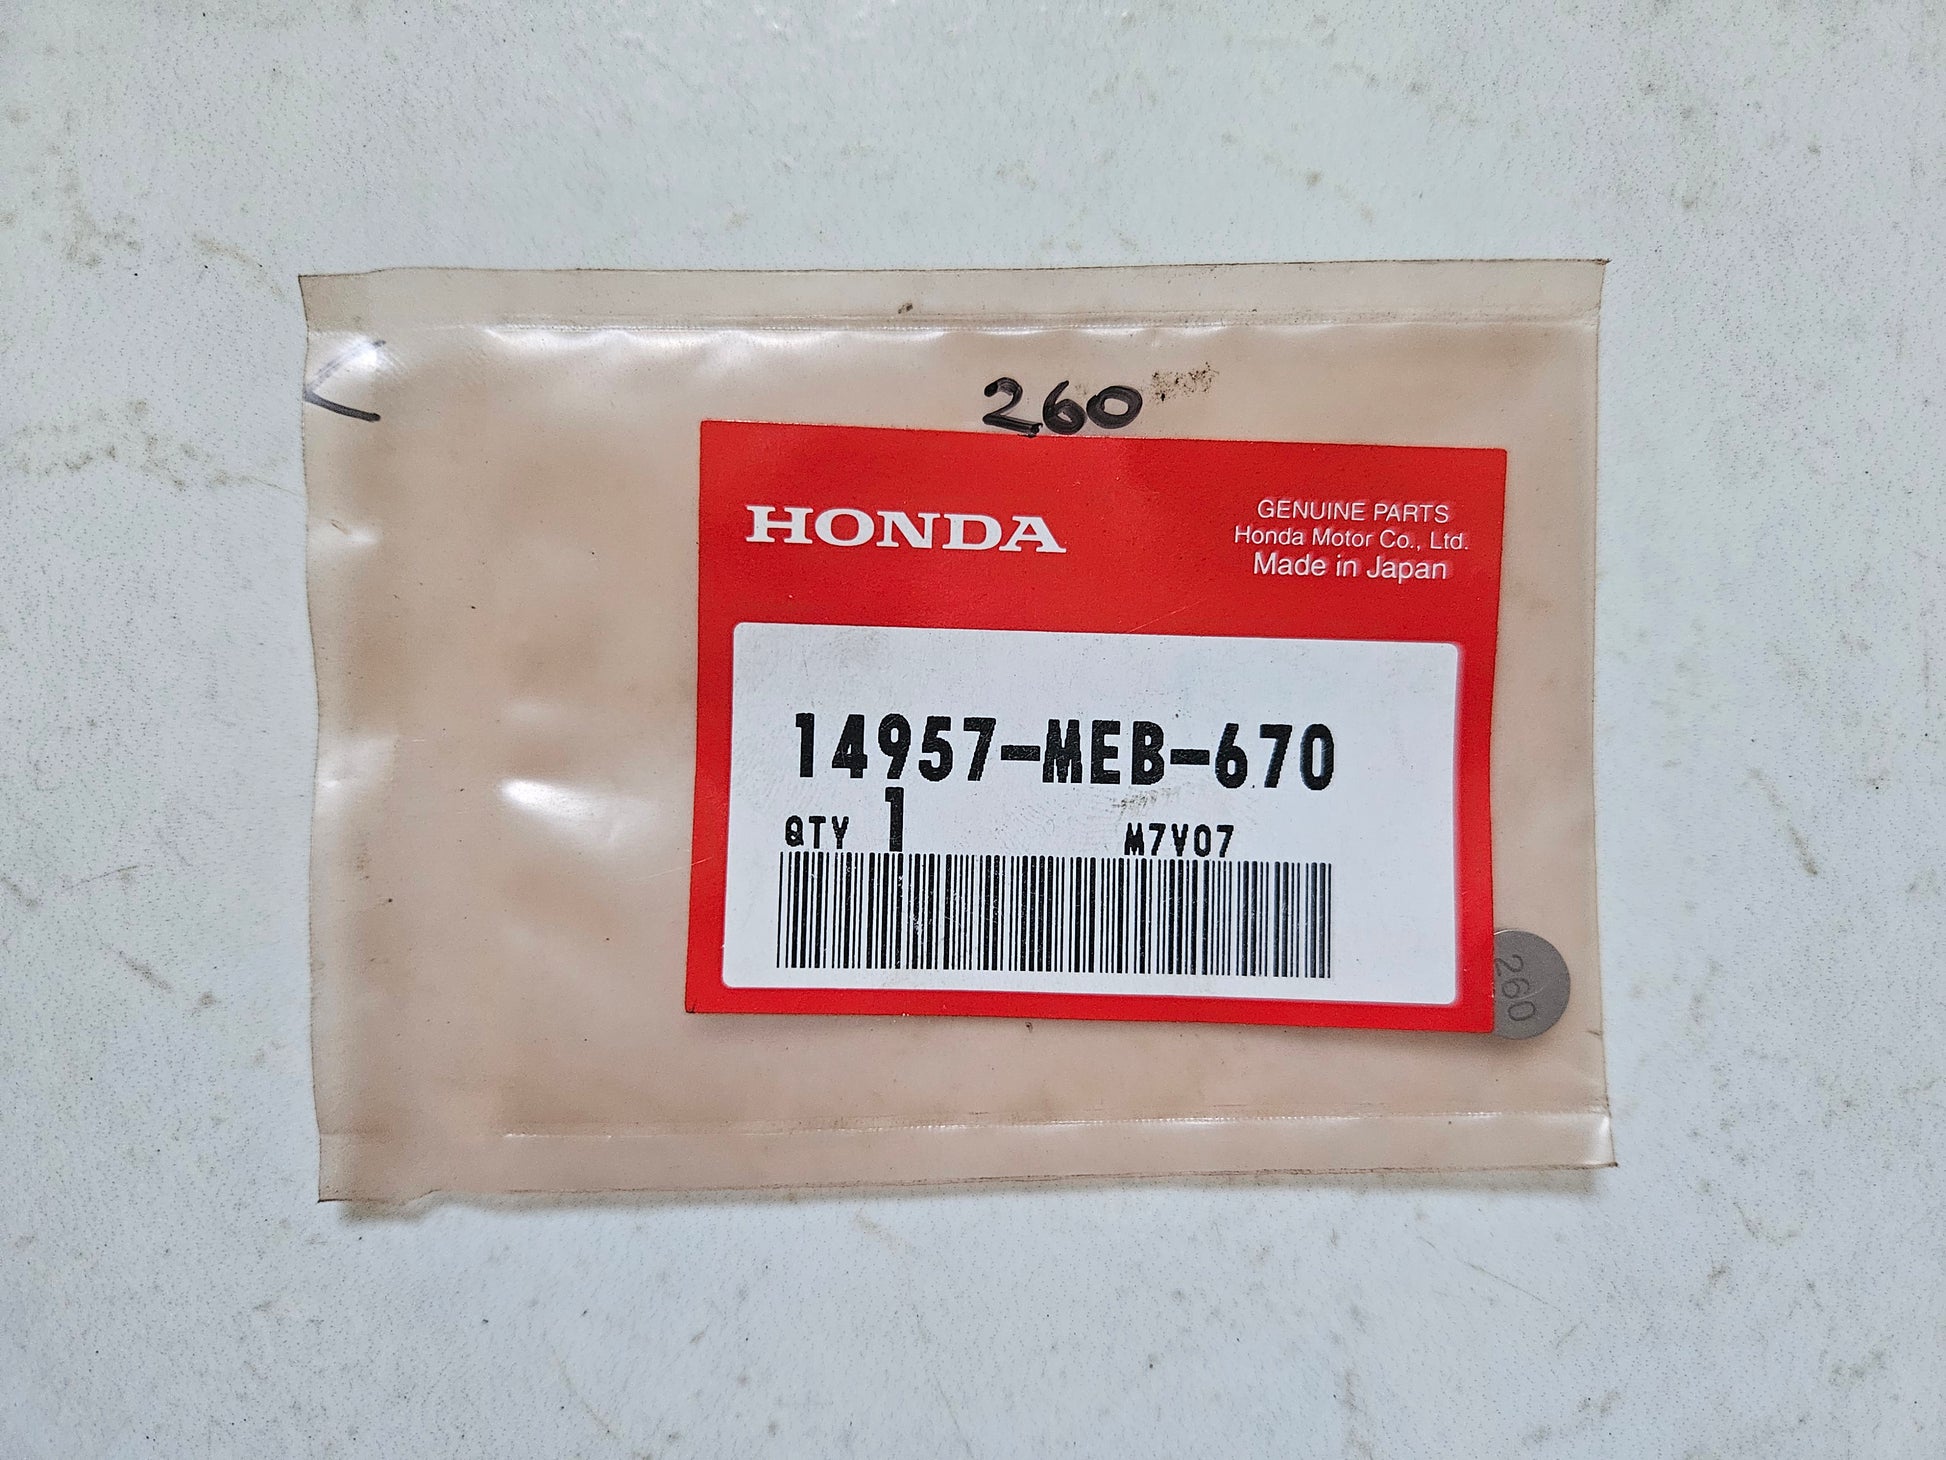 260
HONDA
GENUINE PARTS
Honda Motor Co., Ltd.
Made in Japan
14957-MEB-670
QTY 1 M7V07
260